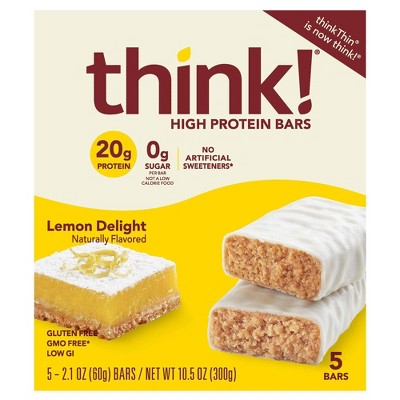 thinkThin®
is now think!®
think!®
HIGH PROTEIN BARS
20g
PROTEIN
0g
SUGAR
PER BAR
NOT A LOW
CALORIE FOOD
NO
ARTIFICIAL
SWEETENERS*
Lemon Delight
Naturally Flavored
GLUTEN FREE
GMO FREE*
LOW GI
5
BARS
5 – 2.1 OZ (60g) BARS / NET WT 10.5 OZ (300g)